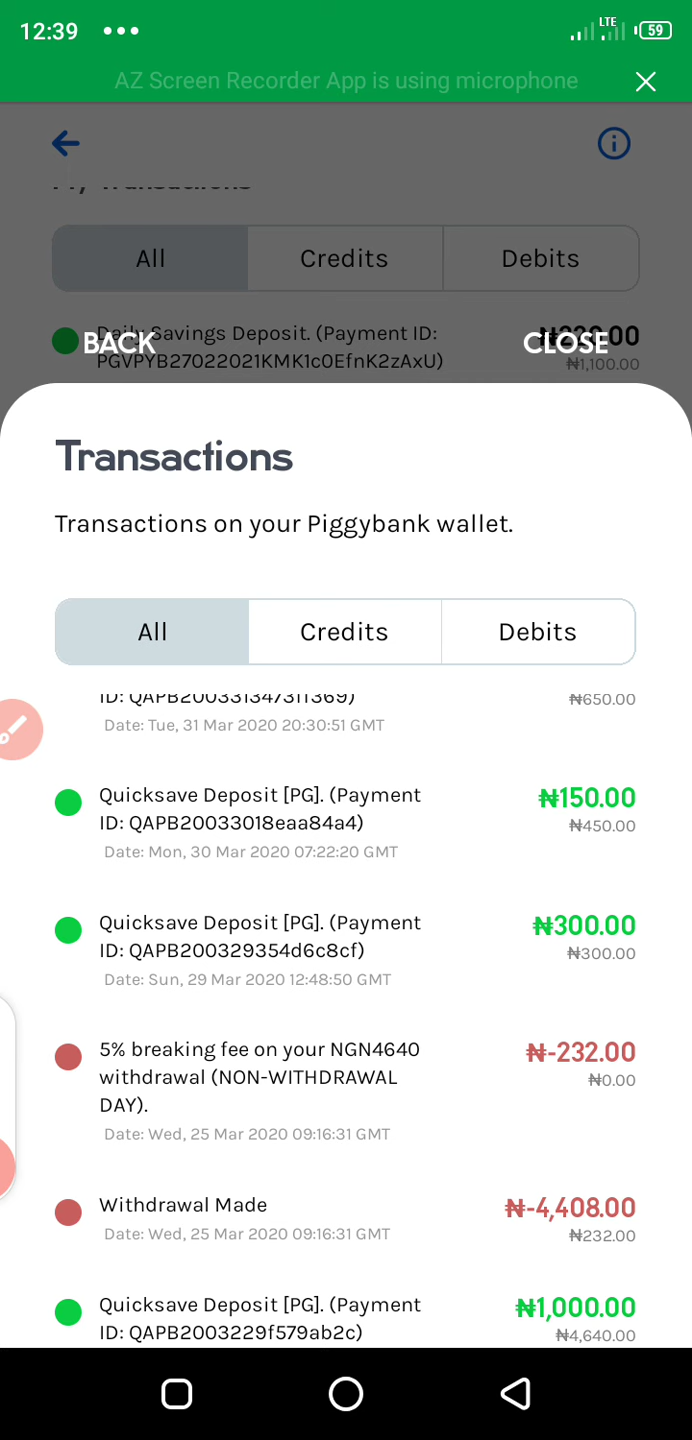 12:39
LTE
59
AZ Screen Recorder App is using microphone
My Transactions
All
Credits
Debits
Daily Savings Deposit. (Payment ID:
PGVPYB27022021KMK1c0EfnK2zAxU)
₦1,100.00
BACK
CLOSE
Transactions
Transactions on your Piggybank wallet.
All
Credits
Debits
ID: QAPB200331347311369)
₦650.00
Date: Tue, 31 Mar 2020 20:30:51 GMT
Quicksave Deposit [PG]. (Payment
ID: QAPB20033018eaa84a4)
₦150.00
₦450.00
Date: Mon, 30 Mar 2020 07:22:20 GMT
Quicksave Deposit [PG]. (Payment
ID: QAPB200329354d6c8cf)
₦300.00
₦300.00
Date: Sun, 29 Mar 2020 12:48:50 GMT
5% breaking fee on your NGN4640
withdrawal (NON-WITHDRAWAL
DAY).
₦-232.00
₦0.00
Date: Wed, 25 Mar 2020 09:16:31 GMT
Withdrawal Made
₦-4,408.00
₦232.00
Date: Wed, 25 Mar 2020 09:16:31 GMT
Quicksave Deposit [PG]. (Payment
ID: QAPB2003229f579ab2c)
₦1,000.00
₦4,640.00